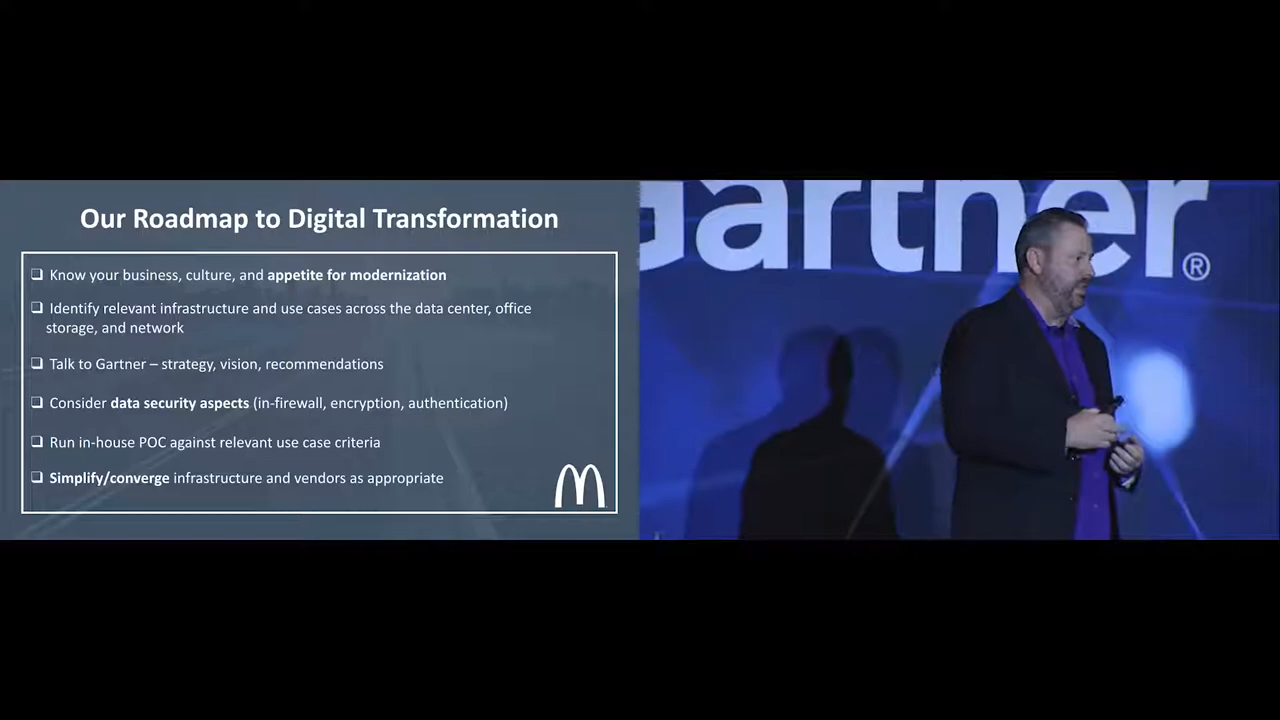 Our Roadmap to Digital Transformation
❑ Know your business, culture, and appetite for modernization
❑ Identify relevant infrastructure and use cases across the data center, office
storage, and network
❑ Talk to Gartner – strategy, vision, recommendations
❑ Consider data security aspects (in-firewall, encryption, authentication)
❑ Run in-house POC against relevant use case criteria
❑ Simplify/converge infrastructure and vendors as appropriate
Gartner®